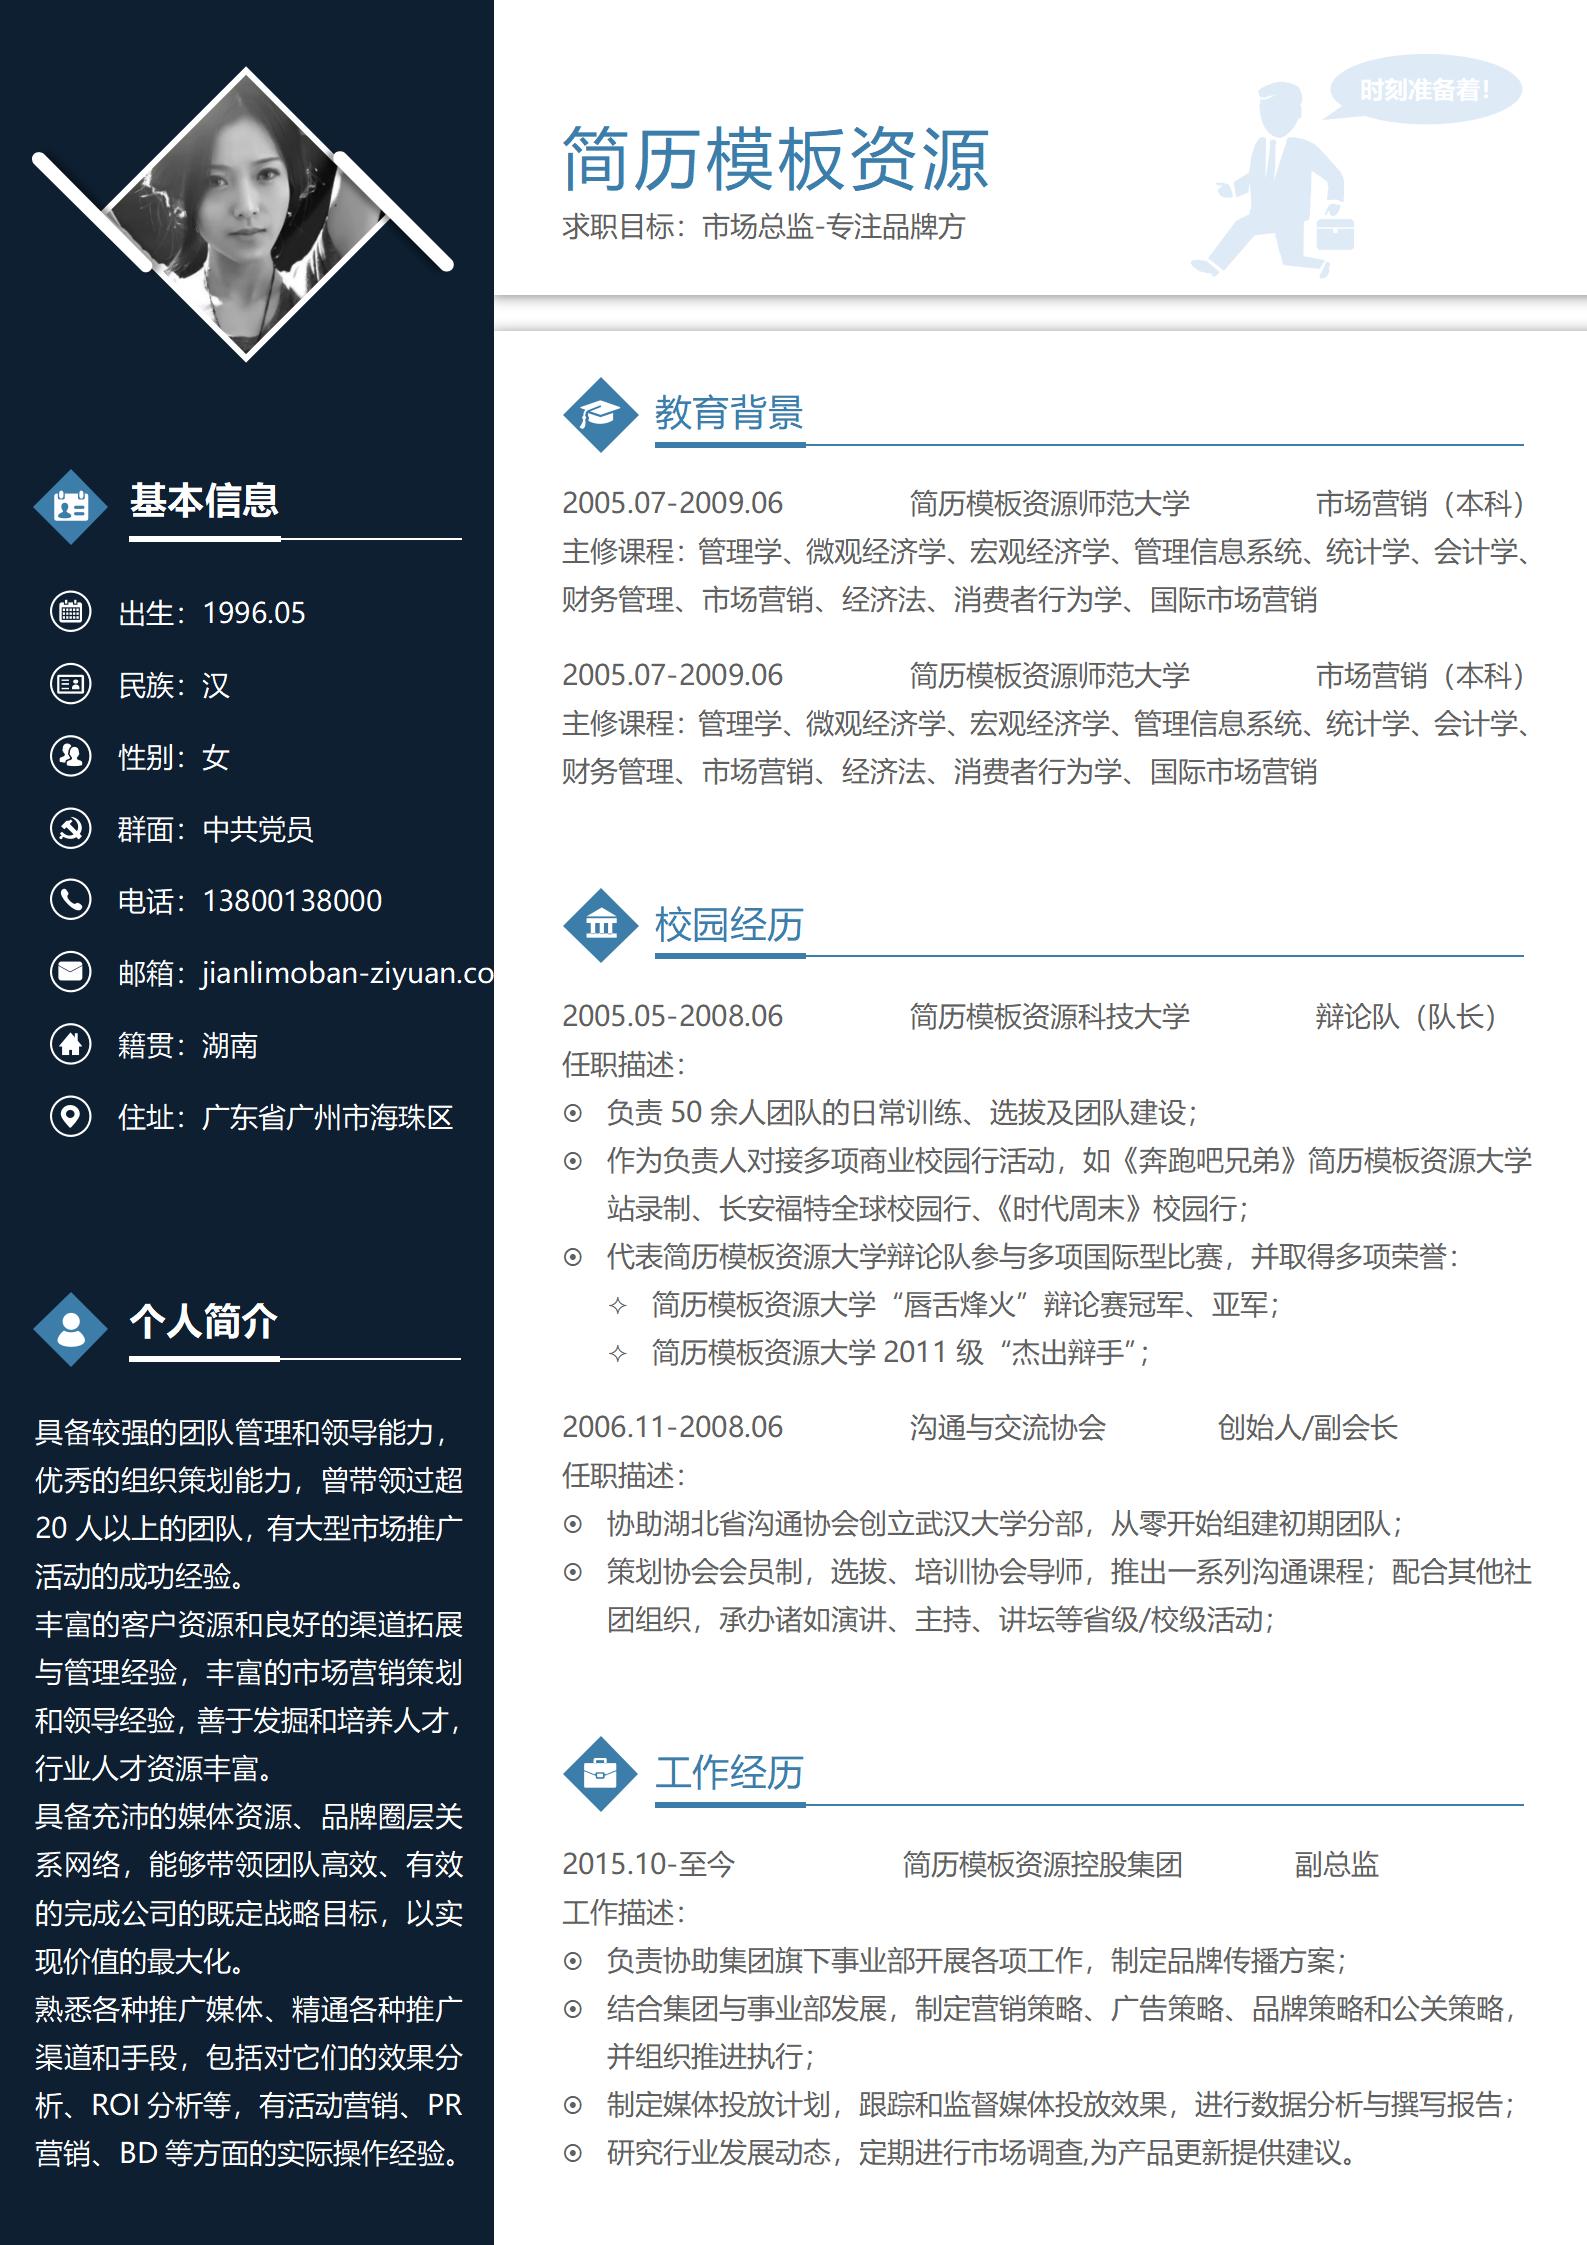 时刻准备着！
简历模板资源
求职目标：市场总监-专注品牌方
基本信息
出生：1996.05
民族：汉
性别：女
群面：中共党员
电话：13800138000
邮箱：jianlimoban-ziyuan.co
籍贯：湖南
住址：广东省广州市海珠区
个人简介
具备较强的团队管理和领导能力，
优秀的组织策划能力，曾带领过超
20 人以上的团队，有大型市场推广
活动的成功经验。
丰富的客户资源和良好的渠道拓展
与管理经验，丰富的市场营销策划
和领导经验，善于发掘和培养人才，
行业人才资源丰富。
具备充沛的媒体资源、品牌圈层关
系网络，能够带领团队高效、有效
的完成公司的既定战略目标，以实
现价值的最大化。
熟悉各种推广媒体、精通各种推广
渠道和手段，包括对它们的效果分
析、ROI 分析等，有活动营销、PR
营销、BD 等方面的实际操作经验。
教育背景
2005.07-2009.06 简历模板资源师范大学 市场营销（本科）
主修课程：管理学、微观经济学、宏观经济学、管理信息系统、统计学、会计学、
财务管理、市场营销、经济法、消费者行为学、国际市场营销
2005.07-2009.06 简历模板资源师范大学 市场营销（本科）
主修课程：管理学、微观经济学、宏观经济学、管理信息系统、统计学、会计学、
财务管理、市场营销、经济法、消费者行为学、国际市场营销
校园经历
2005.05-2008.06 简历模板资源科技大学 辩论队（队长）
任职描述：
负责 50 余人团队的日常训练、选拔及团队建设；
作为负责人对接多项商业校园行活动，如《奔跑吧兄弟》简历模板资源大学
站录制、长安福特全球校园行、《时代周末》校园行；
代表简历模板资源大学辩论队参与多项国际型比赛，并取得多项荣誉：
简历模板资源大学“唇舌烽火”辩论赛冠军、亚军；
简历模板资源大学 2011 级“杰出辩手”；
2006.11-2008.06 沟通与交流协会 创始人/副会长
任职描述：
协助湖北省沟通协会创立武汉大学分部，从零开始组建初期团队；
策划协会会员制，选拔、培训协会导师，推出一系列沟通课程；配合其他社
团组织，承办诸如演讲、主持、讲坛等省级/校级活动；
工作经历
2015.10-至今 简历模板资源控股集团 副总监
工作描述：
负责协助集团旗下事业部开展各项工作，制定品牌传播方案；
结合集团与事业部发展，制定营销策略、广告策略、品牌策略和公关策略，
并组织推进执行；
制定媒体投放计划，跟踪和监督媒体投放效果，进行数据分析与撰写报告；
研究行业发展动态，定期进行市场调查,为产品更新提供建议。